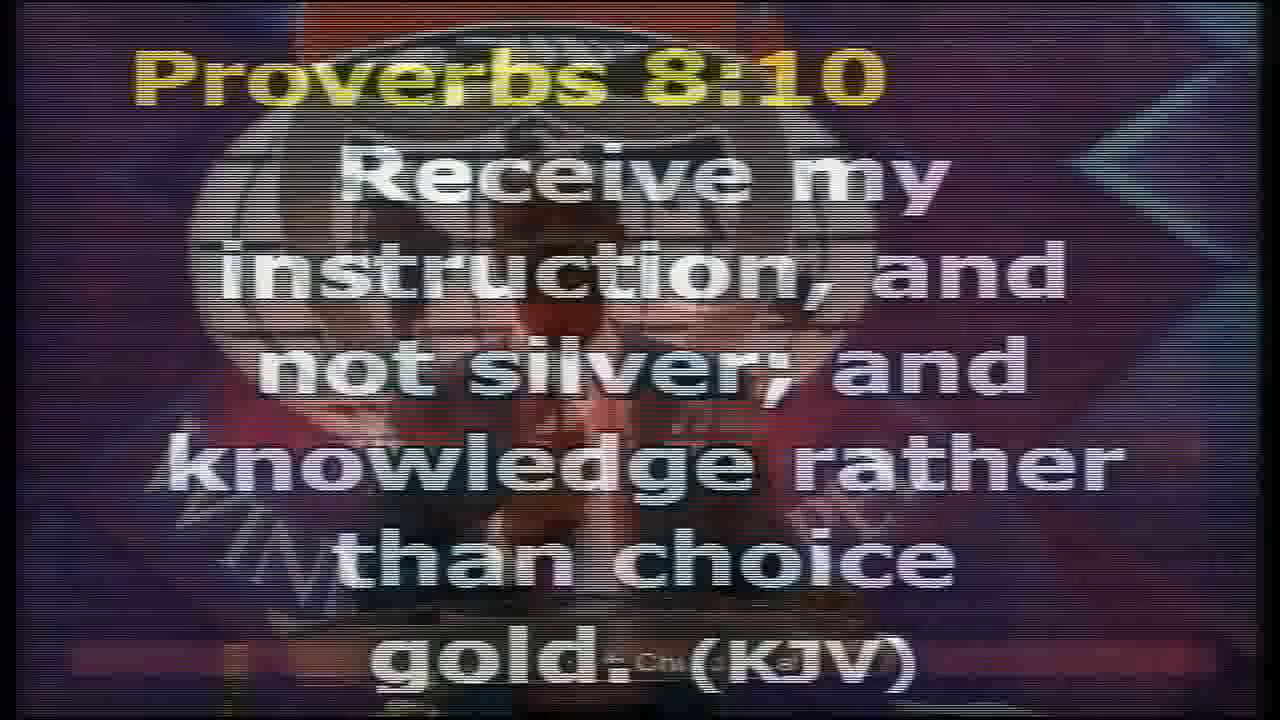 Proverbs 8:10
Receive my
instruction, and
not silver; and
knowledge rather
than choice
gold. (KJV)